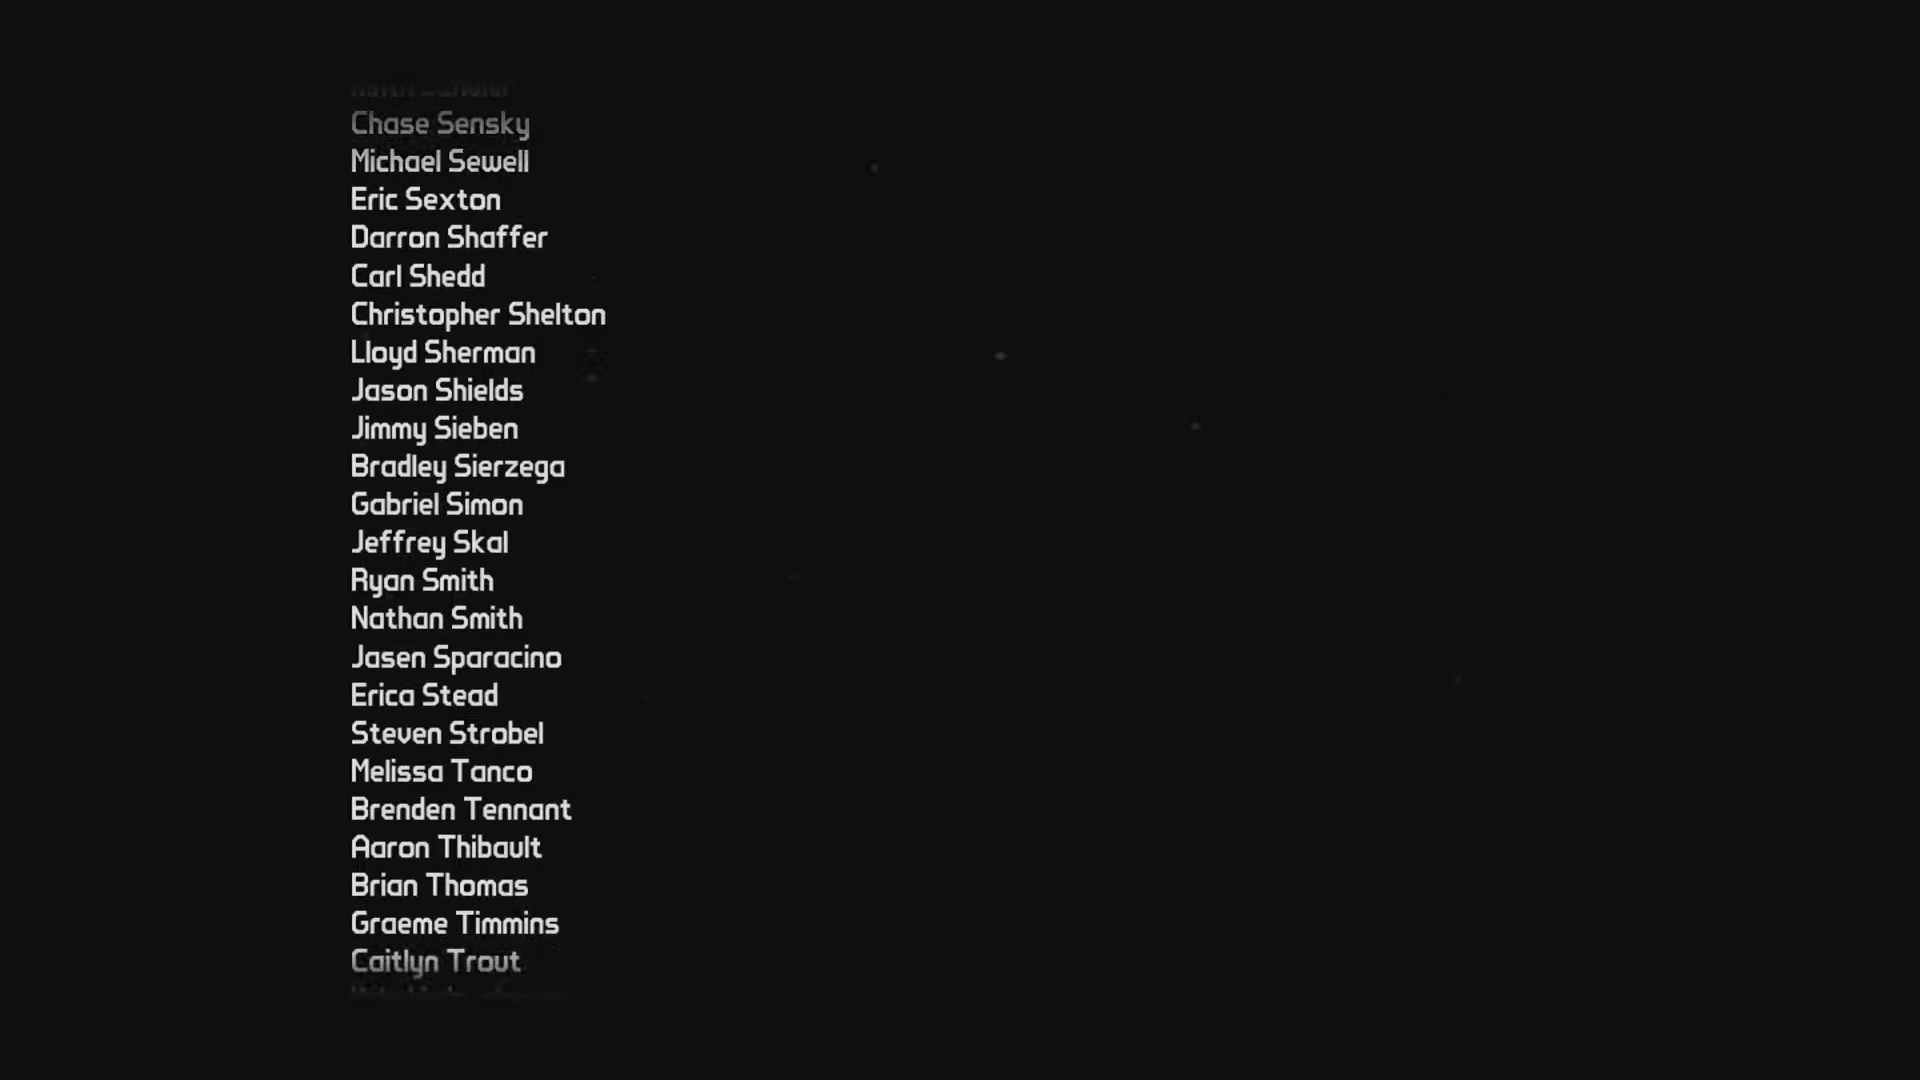 Chase Sensky
Michael Sewell
Eric Sexton
Darron Shaffer
Carl Shedd
Christopher Shelton
Lloyd Sherman
Jason Shields
Jimmy Sieben
Bradley Sierzega
Gabriel Simon
Jeffrey Skal
Ryan Smith
Nathan Smith
Jasen Sparacino
Erica Stead
Steven Strobel
Melissa Tanco
Brenden Tennant
Aaron Thibault
Brian Thomas
Graeme Timmins
Caitlyn Trout